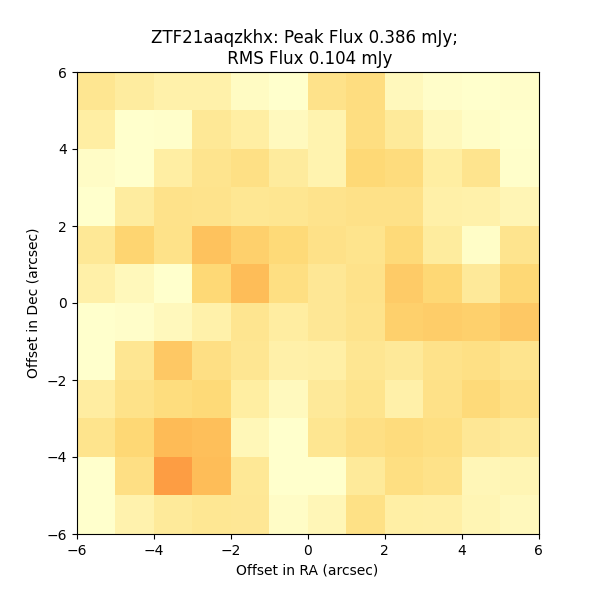 ZTF21aaqzkhx: Peak Flux 0.386 mJy;
RMS Flux 0.104 mJy
6
4
2
0
−2
−4
−6
Offset in Dec (arcsec)
−6 −4 −2 0 2 4 6
Offset in RA (arcsec)